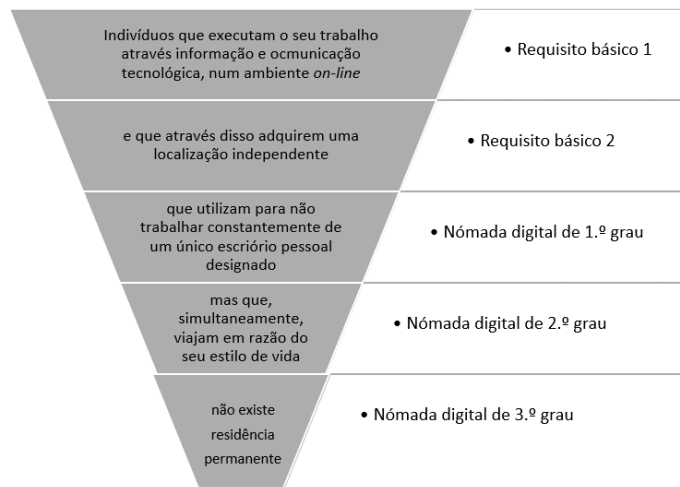 Indivíduos que executam o seu trabalho
através informação e ocmunicação
tecnológica, num ambiente on-line
• Requisito básico 1
e que através disso adquirem uma
localização independente
• Requisito básico 2
que utilizam para não
trabalhar constantemente de
um único escriório pessoal
designado
• Nómada digital de 1.º grau
mas que,
simultaneamente,
viajam em razão do
seu estilo de vida
• Nómada digital de 2.º grau
não existe
residência
permanente
• Nómada digital de 3.º grau